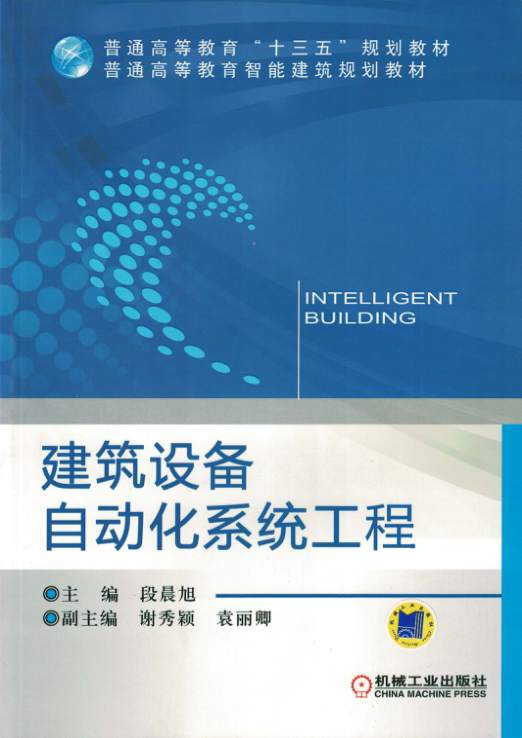 普通高等教育“十三五”规划教材
普通高等教育智能建筑规划教材
INTELLIGENT
BUILDING
建筑设备
自动化系统工程
◎主 编 段晨旭
◎副主编 谢秀颖 袁丽卿
机械工业出版社
CHINA MACHINE PRESS